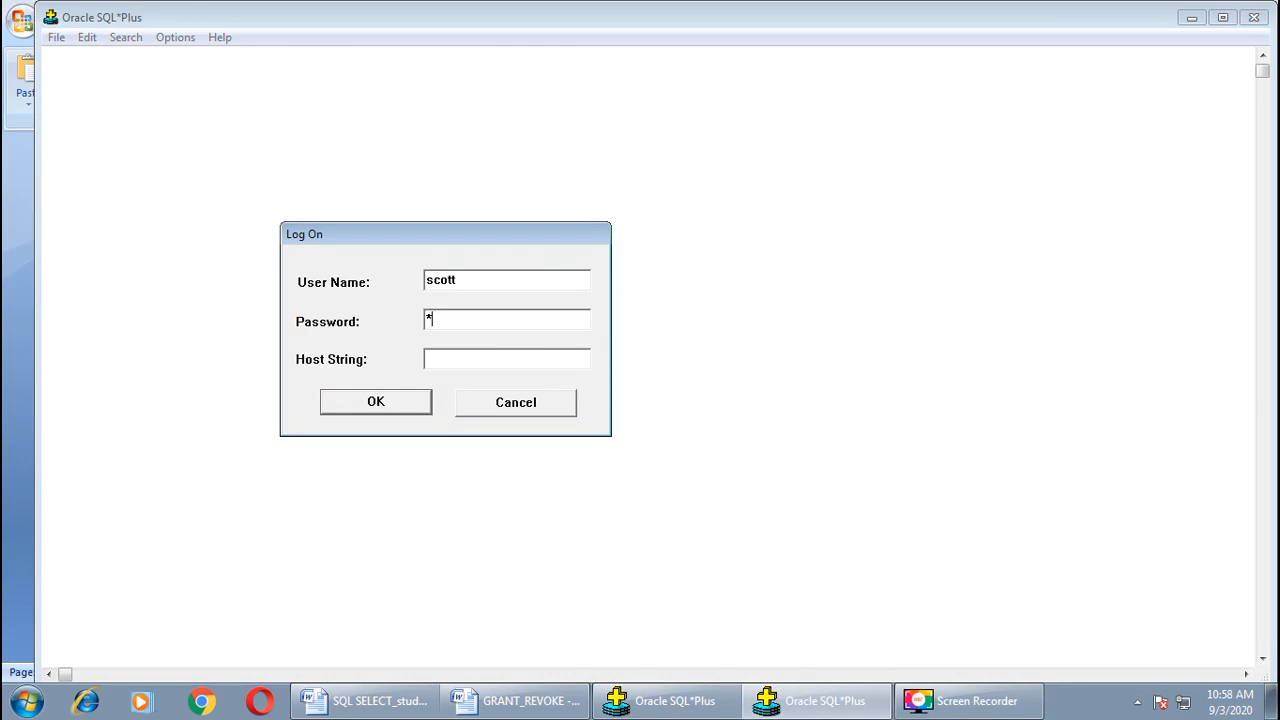 Oracle SQL*Plus
File Edit Search Options Help
Past
Log On
User Name: scott
Password: *
Host String:
OK Cancel
Page
SQL SELECT_stud... GRANT_REVOKE -... Oracle SQL*Plus Oracle SQL*Plus REC Screen Recorder
10:58 AM
9/3/2020